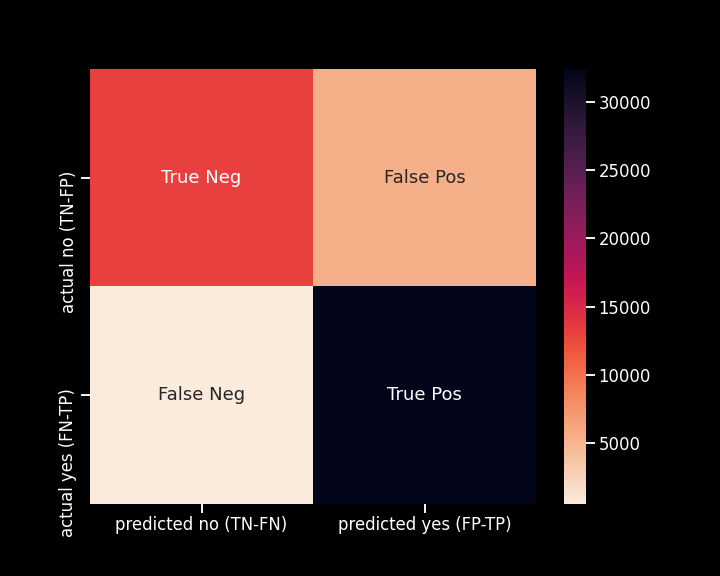 True Neg
False Pos
False Neg
True Pos
actual no (TN-FP)
actual yes (FN-TP)
predicted no (TN-FN)
predicted yes (FP-TP)
30000
25000
20000
15000
10000
5000